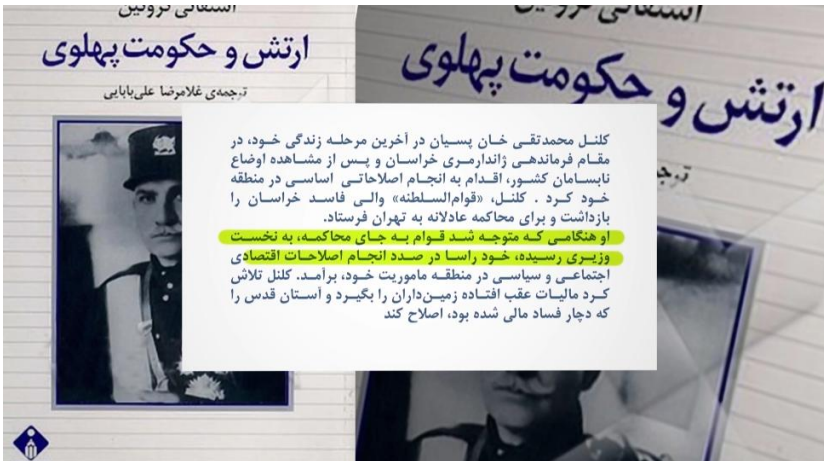 استفانی کرونین
ارتش و حکومت پهلوی
ترجمه‌ی غلامرضا علی‌بابایی
استفانی کرونین
ارتش و حکومت پهلوی
کلنل محمدتقی خان پسیان در آخرین مرحله زندگی خود، در
مقام فرماندهی ژاندارمری خراسان و پس از مشاهده اوضاع
نابسامان کشور، اقدام به انجام اصلاحاتی اساسی در منطقه
خود کرد . کلنل، «قوام‌السلطنه» والی فاسد خراسان را
بازداشت و برای محاکمه عادلانه به تهران فرستاد.
او هنگامی که متوجه شد قوام به جای محاکمه، به نخست
وزیری رسیده، خود راسا در صدد انجام اصلاحات اقتصادی
اجتماعی و سیاسی در منطقه ماموریت خود، برآمد. کلنل تلاش
کرد مالیات عقب افتاده زمین‌داران را بگیرد و آستان قدس را
که دچار فساد مالی شده بود، اصلاح کند